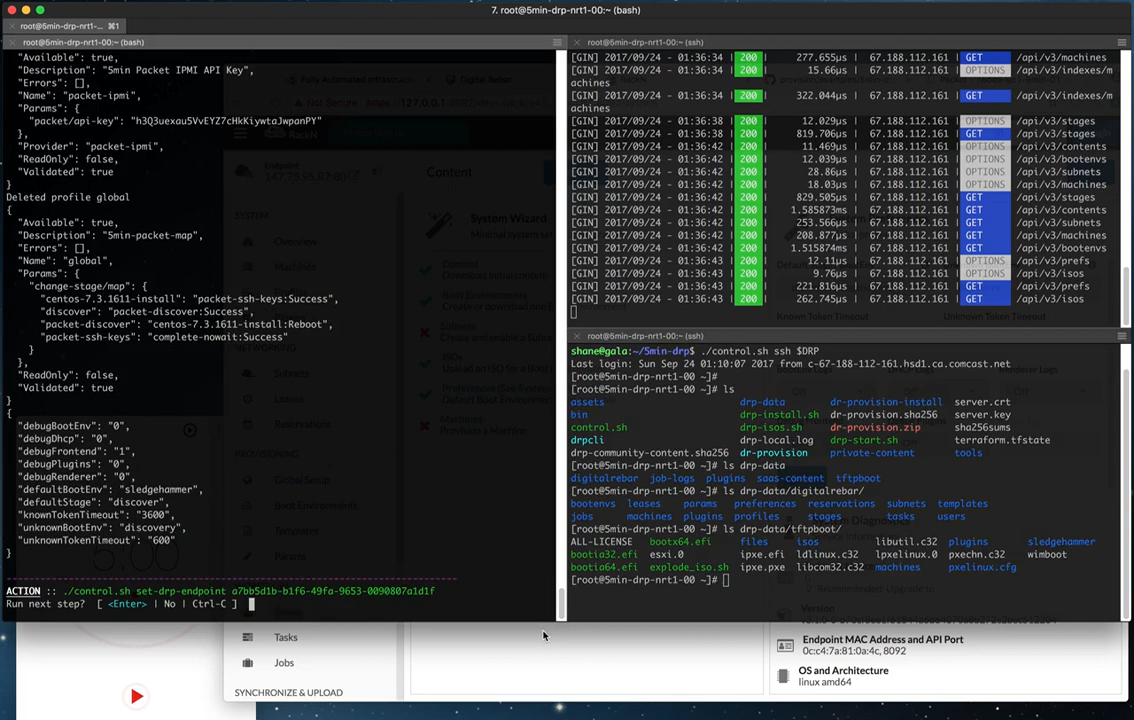 7. root@5min-drp-nrt1-00:~ (bash)
root@5min-drp-nrt1-... ⌘1
root@5min-drp-nrt1-00:~ (bash)
"Available": true,
"Description": "5min Packet IPMI API Key",
"Errors": [],
"Name": "packet-ipmi",
"Params": {
"packet/api-key": "h3Q3uexau5VvEYZ7cHkKiywtaJwpanPY"
},
"Provider": "packet-ipmi",
"ReadOnly": false,
"Validated": true
}
Deleted profile global
{
"Available": true,
"Description": "5min-packet-map",
"Errors": [],
"Name": "global",
"Params": {
"change-stage/map": {
"centos-7.3.1611-install": "packet-ssh-keys:Success",
"discover": "packet-discover:Success",
"packet-discover": "centos-7.3.1611-install:Reboot",
"packet-ssh-keys": "complete-nowait:Success"
}
},
"ReadOnly": false,
"Validated": true
}
{
"debugBootEnv": "0",
"debugDhcp": "0",
"debugFrontend": "1",
"debugPlugins": "0",
"debugRenderer": "0",
"defaultBootEnv": "sledgehammer",
"defaultStage": "discover",
"knownTokenTimeout": "3600",
"unknownBootEnv": "discovery",
"unknownTokenTimeout": "600"
}
ACTION :: ./control.sh set-drp-endpoint a7bb5d1b-b1f6-49fa-9653-0090807a1d1f
Run next step? [ <Enter> | No | Ctrl-C ]
root@5min-drp-nrt1-00:~ (ssh)
[GIN] 2017/09/24 - 01:36:34 | 200 | 277.655µs | 67.188.112.161 | GET /api/v3/machines
[GIN] 2017/09/24 - 01:36:34 | 200 | 15.66µs | 67.188.112.161 | OPTIONS /api/v3/indexes/m
achines
[GIN] 2017/09/24 - 01:36:34 | 200 | 322.044µs | 67.188.112.161 | GET /api/v3/indexes/m
achines
[GIN] 2017/09/24 - 01:36:38 | 200 | 12.029µs | 67.188.112.161 | OPTIONS /api/v3/stages
[GIN] 2017/09/24 - 01:36:38 | 200 | 819.706µs | 67.188.112.161 | GET /api/v3/stages
[GIN] 2017/09/24 - 01:36:42 | 200 | 11.469µs | 67.188.112.161 | OPTIONS /api/v3/contents
[GIN] 2017/09/24 - 01:36:42 | 200 | 12.039µs | 67.188.112.161 | OPTIONS /api/v3/bootenvs
[GIN] 2017/09/24 - 01:36:42 | 200 | 28.86µs | 67.188.112.161 | OPTIONS /api/v3/subnets
[GIN] 2017/09/24 - 01:36:42 | 200 | 18.03µs | 67.188.112.161 | OPTIONS /api/v3/machines
[GIN] 2017/09/24 - 01:36:42 | 200 | 829.505µs | 67.188.112.161 | GET /api/v3/stages
[GIN] 2017/09/24 - 01:36:42 | 200 | 1.585873ms | 67.188.112.161 | GET /api/v3/contents
[GIN] 2017/09/24 - 01:36:42 | 200 | 253.566µs | 67.188.112.161 | GET /api/v3/subnets
[GIN] 2017/09/24 - 01:36:42 | 200 | 208.877µs | 67.188.112.161 | GET /api/v3/machines
[GIN] 2017/09/24 - 01:36:42 | 200 | 1.515874ms | 67.188.112.161 | GET /api/v3/bootenvs
[GIN] 2017/09/24 - 01:36:43 | 200 | 12.11µs | 67.188.112.161 | OPTIONS /api/v3/prefs
[GIN] 2017/09/24 - 01:36:43 | 200 | 9.76µs | 67.188.112.161 | OPTIONS /api/v3/isos
[GIN] 2017/09/24 - 01:36:43 | 200 | 221.816µs | 67.188.112.161 | GET /api/v3/prefs
[GIN] 2017/09/24 - 01:36:43 | 200 | 262.745µs | 67.188.112.161 | GET /api/v3/isos
root@5min-drp-nrt1-00:~ (ssh)
shane@gala:~/5min-drp$ ./control.sh ssh $DRP
Last login: Sun Sep 24 01:10:07 2017 from c-67-188-112-161.hsd1.ca.comcast.net
[root@5min-drp-nrt1-00 ~]#
[root@5min-drp-nrt1-00 ~]# ls
assets drp-data dr-provision-install server.crt
bin drp-install.sh dr-provision.sha256 server.key
control.sh drp-isos.sh dr-provision.zip sha256sums
drpcli drp-local.log drp-start.sh terraform.tfstate
drp-community-content.sha256 dr-provision private-content tools
[root@5min-drp-nrt1-00 ~]# ls drp-data
digitalrebar job-logs plugins saas-content tftpboot
[root@5min-drp-nrt1-00 ~]# ls drp-data/digitalrebar/
bootenvs leases params preferences reservations subnets templates
jobs machines plugins profiles stages tasks users
[root@5min-drp-nrt1-00 ~]# ls drp-data/tftpboot/
ALL-LICENSE bootx64.efi files isos libutil.c32 plugins sledgehammer
bootia32.efi esxi.0 ipxe.efi ldlinux.c32 lpxelinux.0 pxechn.c32 wimboot
bootia64.efi explode_iso.sh ipxe.pxe libcom32.c32 machines pxelinux.cfg
[root@5min-drp-nrt1-00 ~]#
Endpoint
147.75.95.97:80
SYSTEM
Overview
Machines
Subnets
Leases
Reservations
PROVISIONING
Global Setup
Boot Environments
Templates
Params
Tasks
Jobs
SYNCHRONIZE & UPLOAD
Content
System Wizard
5:00
Version
Endpoint MAC Address and API Port
0c:c4:7a:81:0a:4c, 8092
OS and Architecture
linux amd64